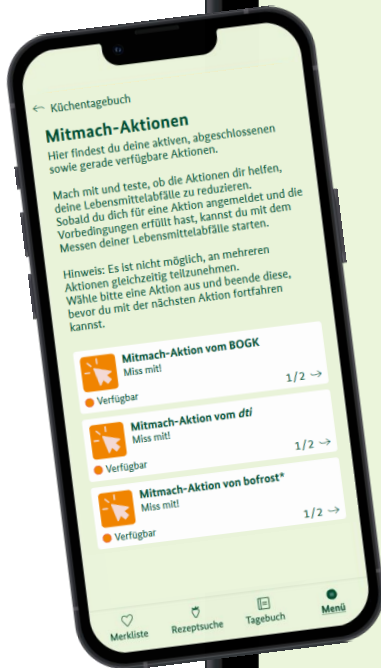 ← Küchentagebuch
Mitmach-Aktionen
Hier findest du deine aktiven, abgeschlossenen
sowie gerade verfügbare Aktionen.
Mach mit und teste, ob die Aktionen dir helfen,
deine Lebensmittelabfälle zu reduzieren.
Sobald du dich für eine Aktion angemeldet und die
Vorbedingungen erfüllt hast, kannst du mit dem
Messen deiner Lebensmittelabfälle starten.
Hinweis: Es ist nicht möglich, an mehreren
Aktionen gleichzeitig teilzunehmen.
Wähle bitte eine Aktion aus und beende diese,
bevor du mit der nächsten Aktion fortfahren
kannst.
Mitmach-Aktion vom BOGK
Miss mit!
Verfügbar 1/2 →
Mitmach-Aktion vom dti
Miss mit!
Verfügbar 1/2 →
Mitmach-Aktion von bofrost*
Miss mit!
Verfügbar 1/2 →
Merkliste Rezeptsuche Tagebuch Menü